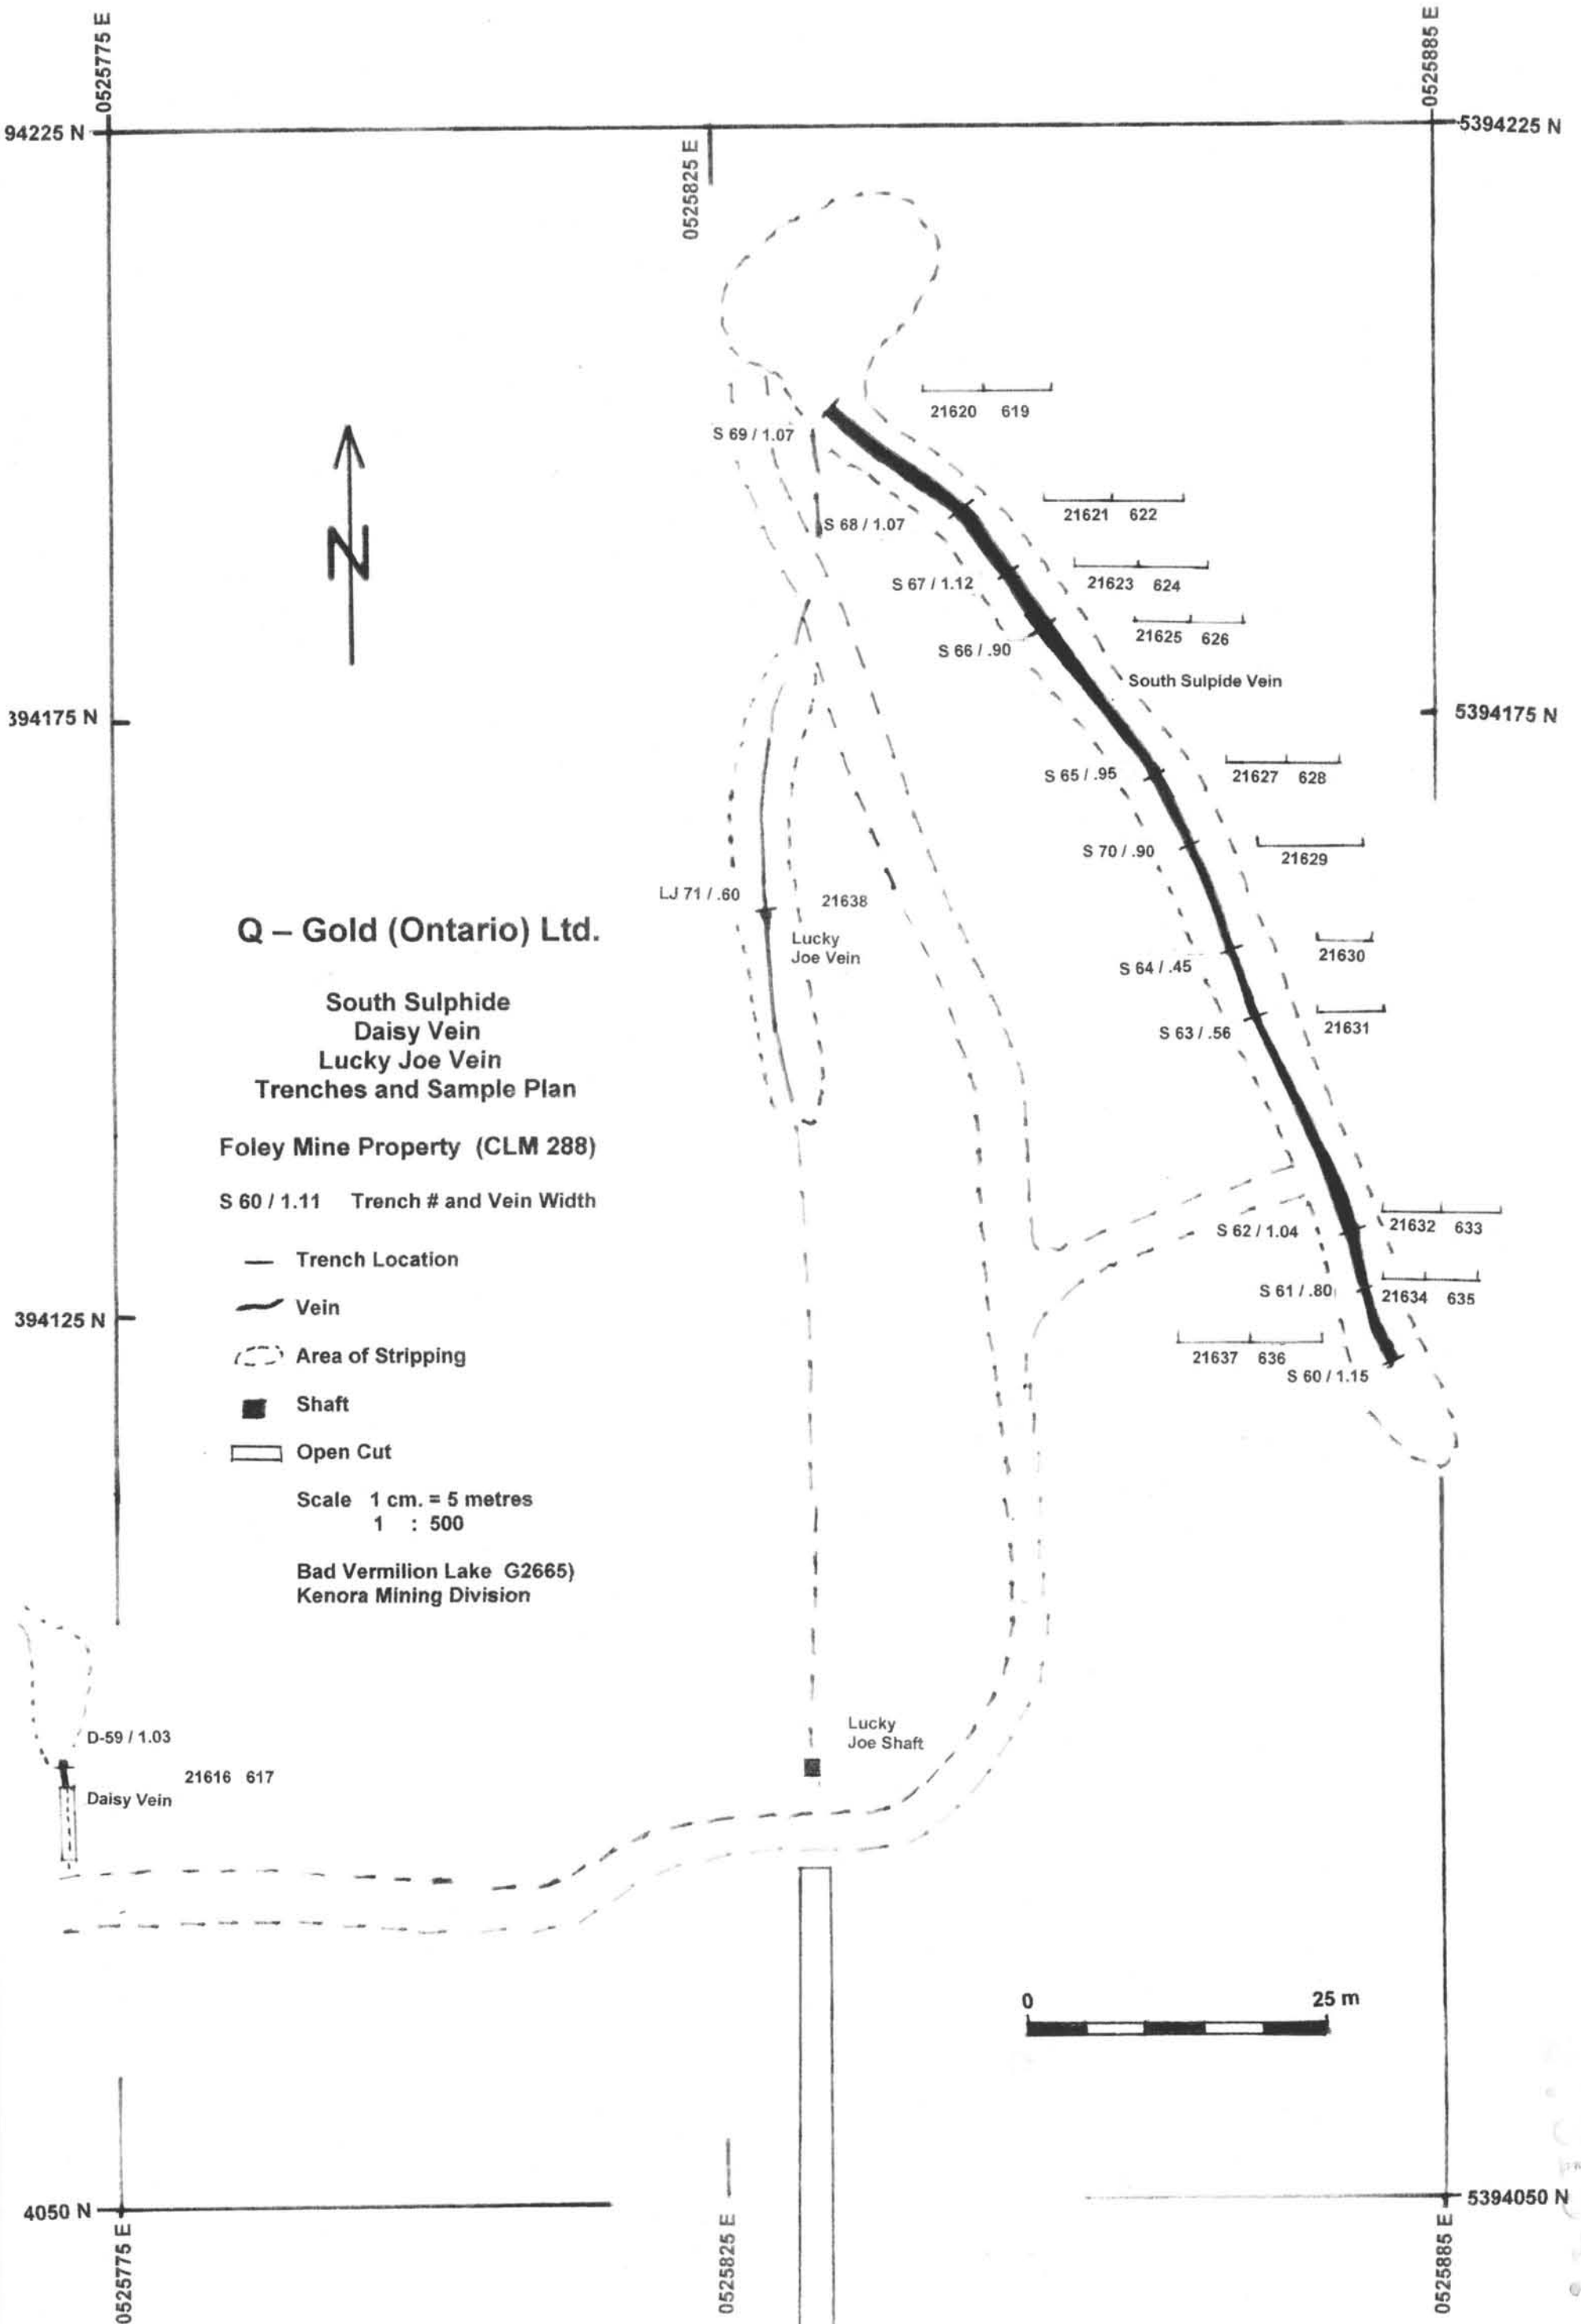 0525775 E
0525885 E
94225 N
5394225 N
0525825 E
21620 619
S 69 / 1.07
21621 622
S 68 / 1.07
N
S 67 / 1.12
21623 624
21625 626
S 66 / .90
South Sulpide Vein
394175 N
5394175 N
S 65 / .95
21627 628
S 70 / .90
21629
LJ 71 / .60
21638
Lucky
Joe Vein
21630
S 64 / .45
21631
S 63 / .56
Q – Gold (Ontario) Ltd.
South Sulphide
Daisy Vein
Lucky Joe Vein
Trenches and Sample Plan
Foley Mine Property (CLM 288)
S 60 / 1.11 Trench # and Vein Width
Trench Location
Vein
Area of Stripping
Shaft
Open Cut
Scale 1 cm. = 5 metres
1 : 500
Bad Vermilion Lake G2665)
Kenora Mining Division
S 62 / 1.04
21632 633
S 61 / .80
21634 635
394125 N
21637 636
S 60 / 1.15
D-59 / 1.03
21616 617
Daisy Vein
Lucky
Joe Shaft
0 25 m
4050 N
5394050 N
0525775 E
0525825 E
0525885 E